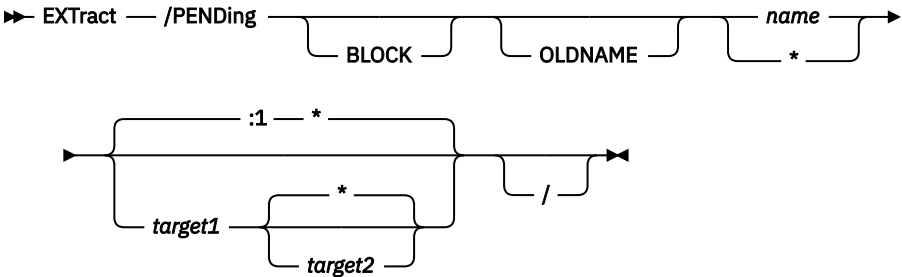 EXTract /PENDing name
BLOCK OLDNAME *
:1 *
*
/
target1
target2